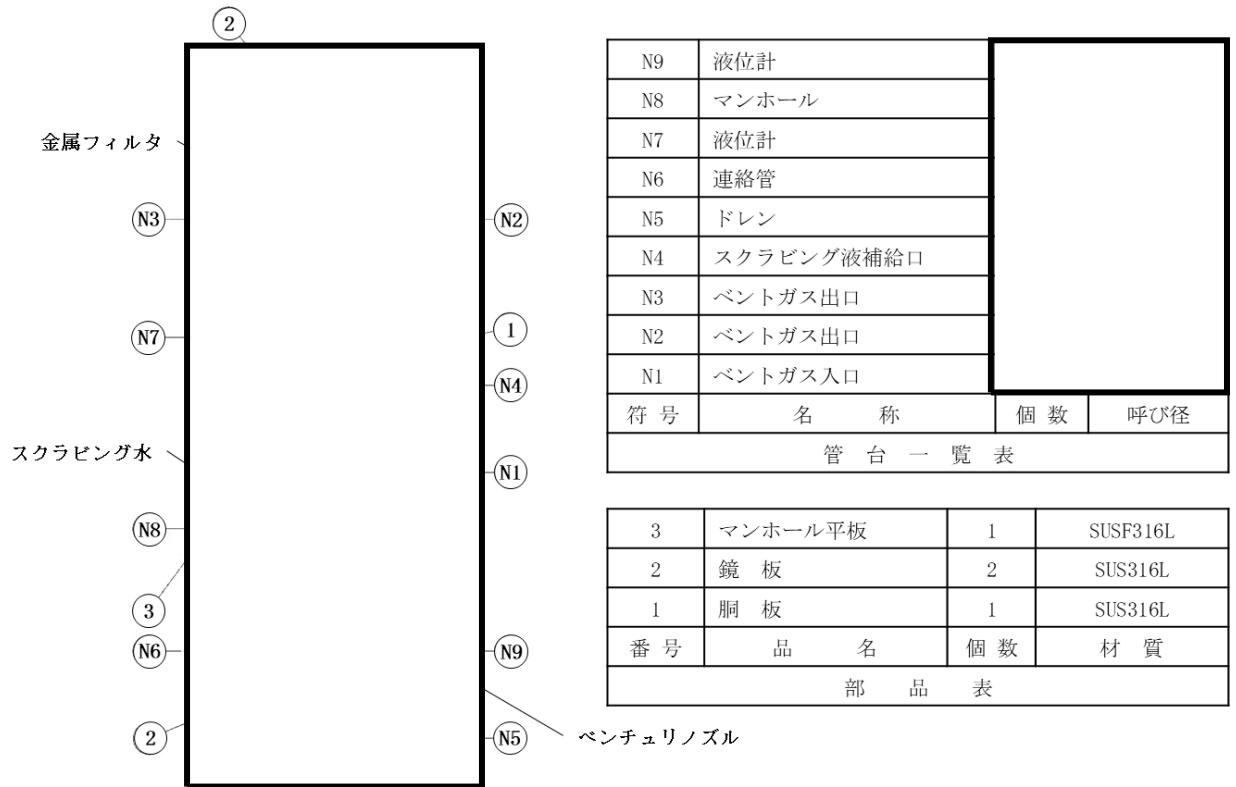 2
金属フィルタ
N3
N2
N7
1
N4
スクラビング水
N1
N8
3
N6
N9
2
N5
ベンチュリノズル
N9 液位計
N8 マンホール
N7 液位計
N6 連絡管
N5 ドレン
N4 スクラビング液補給口
N3 ベントガス出口
N2 ベントガス出口
N1 ベントガス入口
符号 名称 個数 呼び径
管台一覧表
3 マンホール平板 1 SUSF316L
2 鏡板 2 SUS316L
1 胴板 1 SUS316L
番号 品名 個数 材質
部品表